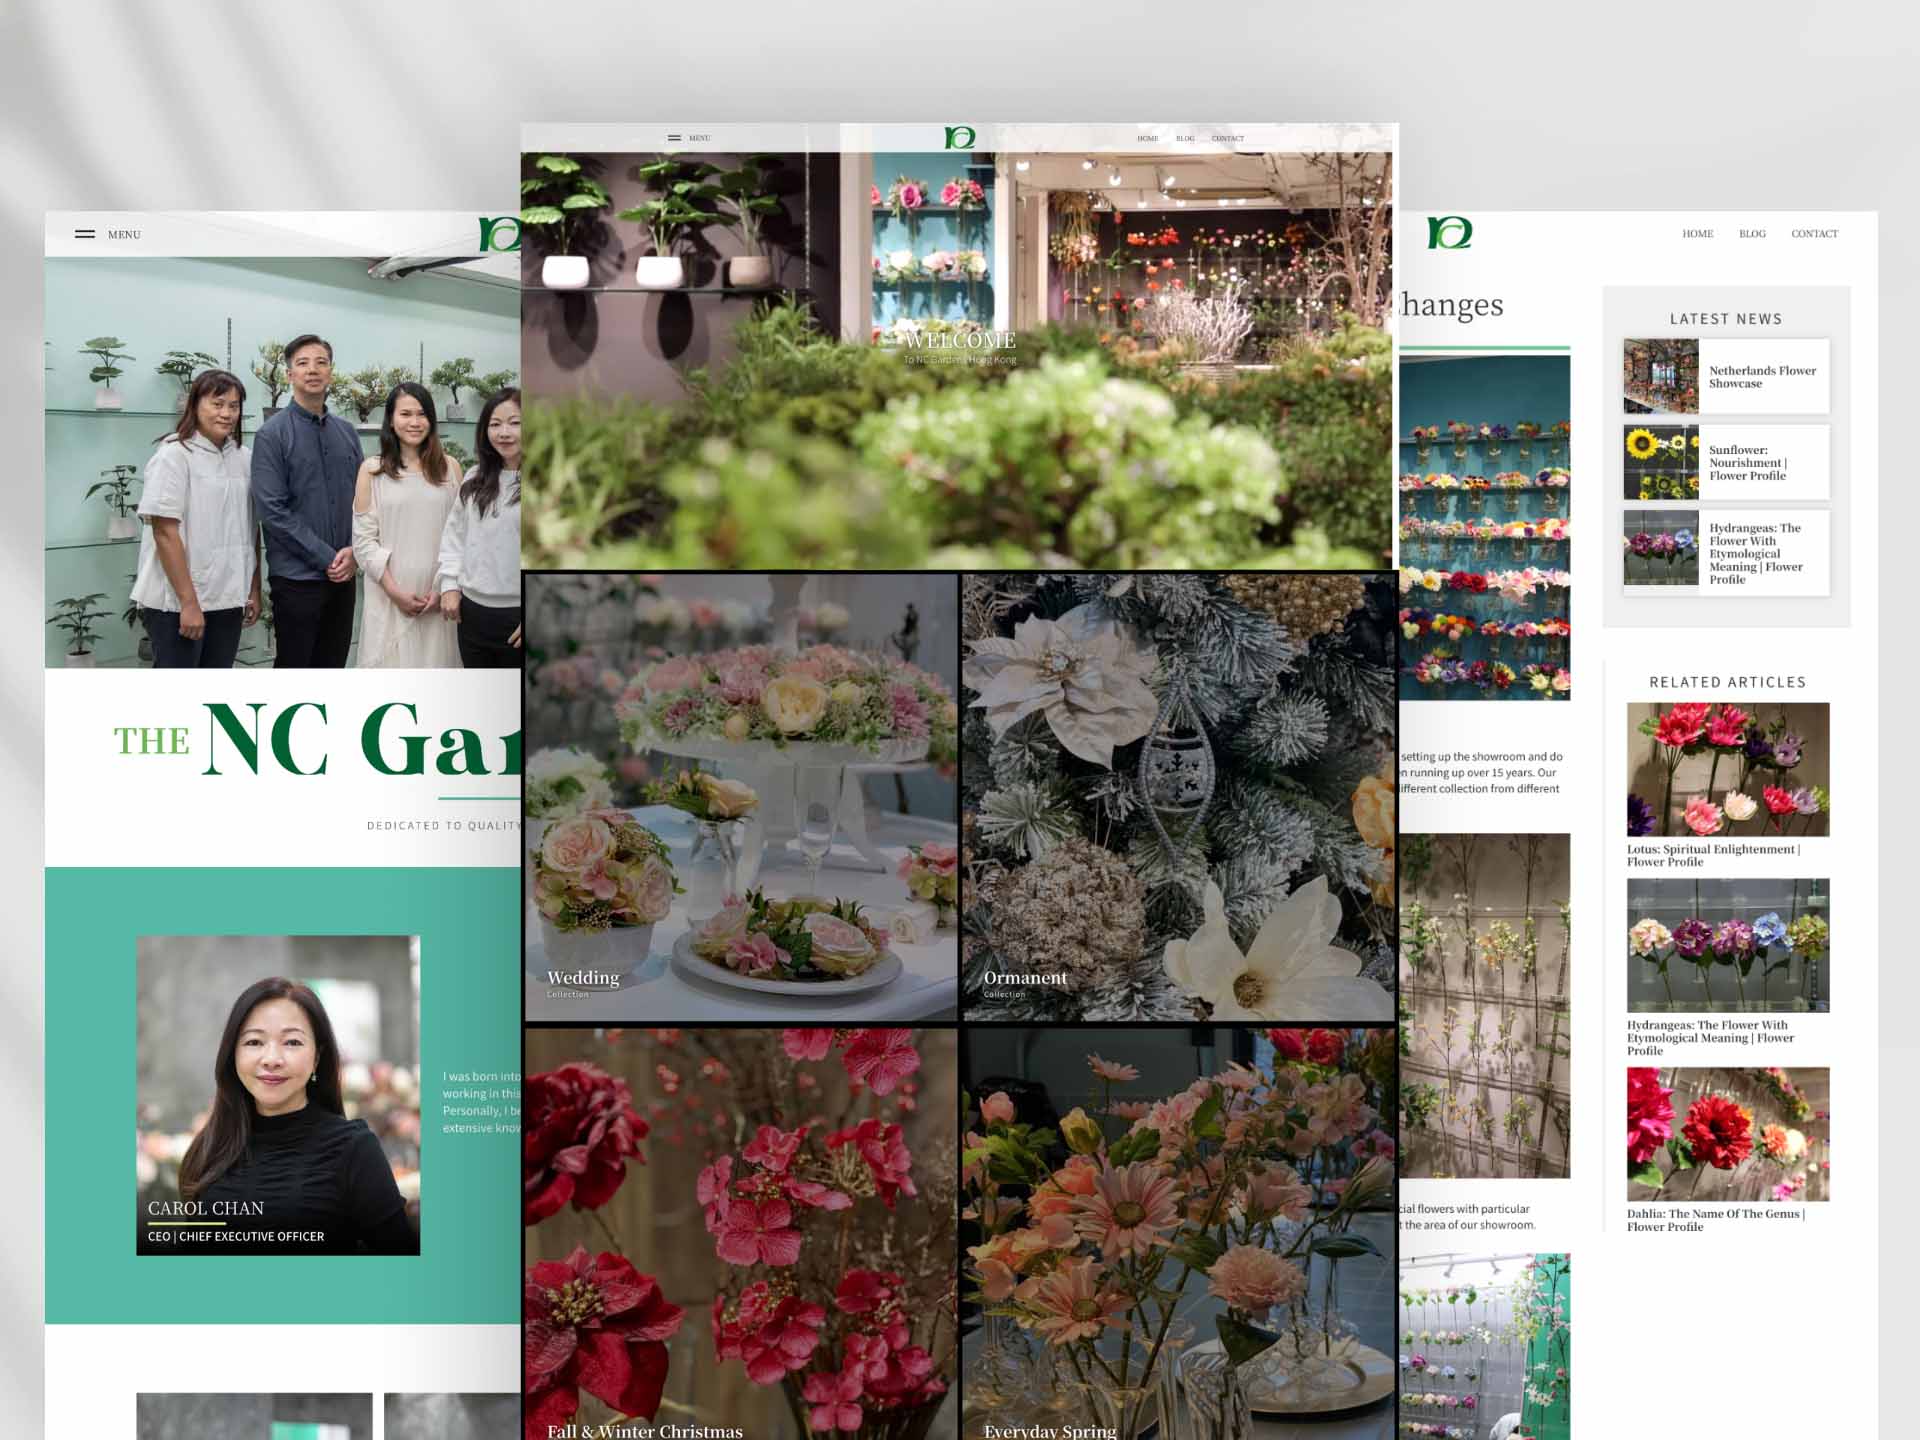 MENU
THE NC Gar
DEDICATED TO QUALITY
I was born into
working in this
Personally, I be
extensive know
CAROL CHAN
CEO | CHIEF EXECUTIVE OFFICER
MENU
HOME BLOG CONTACT
WELCOME
To NC Gardens Hong Kong
Wedding
Collection
Ormanent
Collection
Fall & Winter Christmas
Everyday Spring
HOME BLOG CONTACT
Changes
setting up the showroom and do
en running up over 15 years. Our
different collection from different
cial flowers with particular
t the area of our showroom.
LATEST NEWS
Netherlands Flower
Showcase
Sunflower:
Nourishment |
Flower Profile
Hydrangeas: The
Flower With
Etymological
Meaning | Flower
Profile
RELATED ARTICLES
Lotus: Spiritual Enlightenment |
Flower Profile
Hydrangeas: The Flower With
Etymological Meaning | Flower
Profile
Dahlia: The Name Of The Genus |
Flower Profile